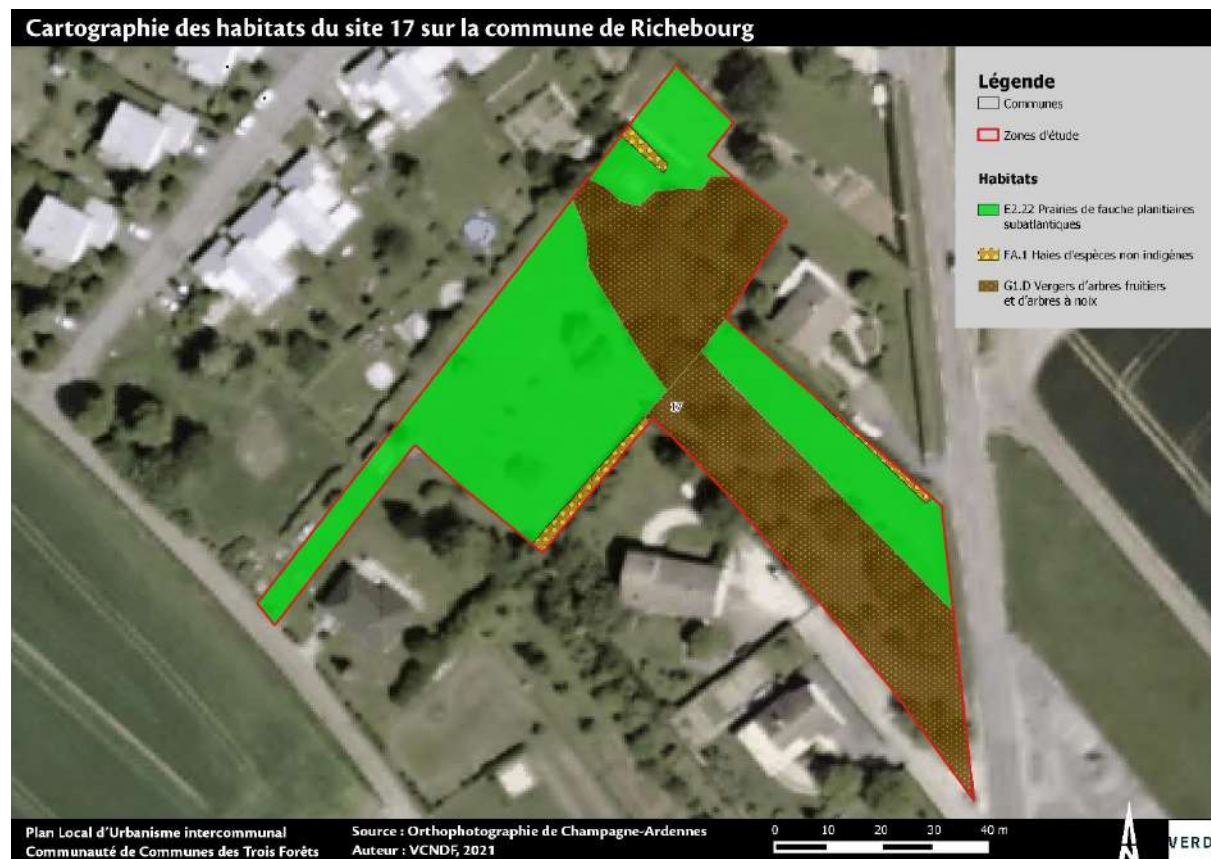 Cartographie des habitats du site 17 sur la commune de Richebourg
Légende
Communes
Zones d'étude
Habitats
E2.22 Prairies de fauche planitiaires
subatlantiques
FA.1 Haies d'espèces non indigènes
G1.D Vergers d'arbres fruitiers
et d'arbres à noix
17
Plan Local d'Urbanisme intercommunal
Communauté de Communes des Trois Forêts
Source : Orthophotographie de Champagne-Ardennes
Auteur : VCNDF, 2021
0 10 20 30 40 m
N
VERD